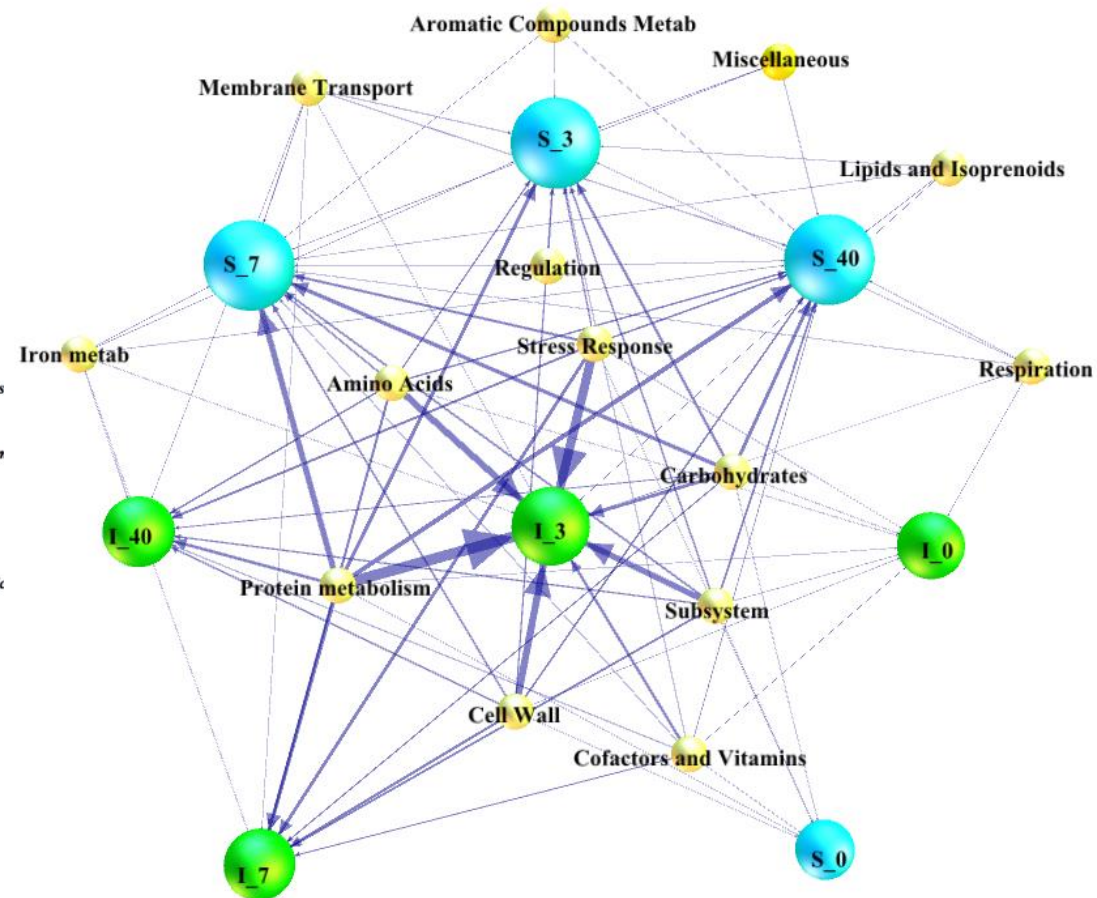 Aromatic Compounds Metab
Miscellaneous
Membrane Transport
S_3
Lipids and Isoprenoids
S_7
Regulation
S_40
Stress Response
Iron metab
Amino Acids
Respiration
Carbohydrates
I_40
I_3
I_0
Protein metabolism
Subsystem
Cell Wall
Cofactors and Vitamins
I_7
S_0